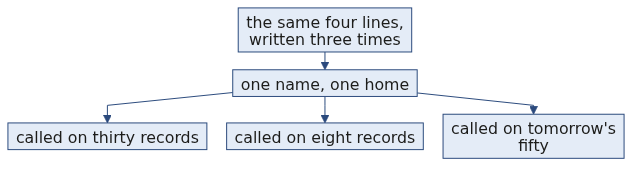 the same four lines,
written three times
one name, one home
called on thirty records
called on eight records
called on tomorrow's
fifty